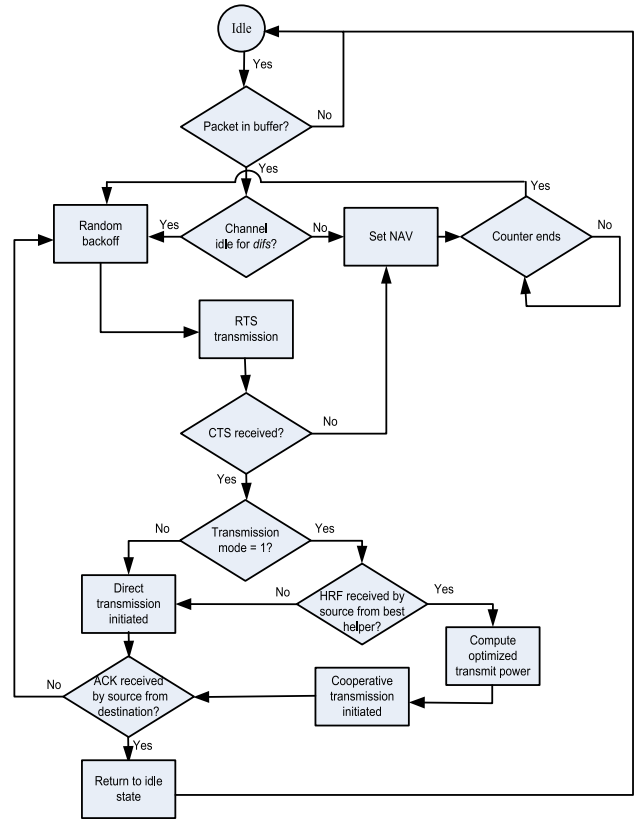 Idle
Yes
Packet in buffer?
No
Yes
Yes
Random
backoff
Yes
Channel
idle for difs?
No
Set NAV
Counter ends
No
RTS
transmission
CTS received?
No
Yes
No
Transmission
mode = 1?
Yes
Direct
transmission
initiated
No
HRF received by
source from best
helper?
Yes
Compute
optimized
transmit power
ACK received
by source from
destination?
No
Cooperative
transmission
initiated
Yes
Return to idle
state